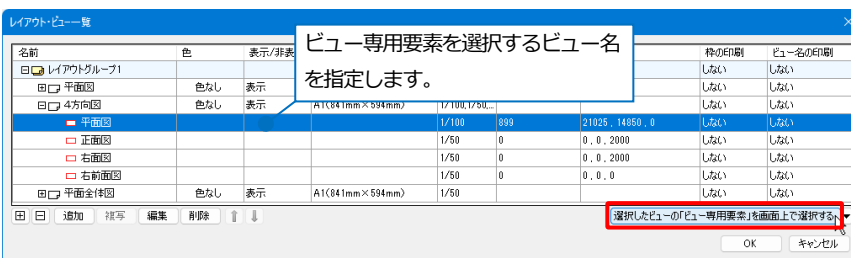 レイアウト・ビュー一覧
ビュー専用要素を選択するビュー名
を指定します。
名前 色 表示/非表 枠の印刷 ビュー名の印刷
レイアウトグループ1 しない しない
平面図 色なし 表示 しない しない
4方向図 色なし 表示 A1(841mm×594mm) 1/100,1/50,... しない しない
平面図 1/100 899 21025, 14850, 0 しない しない
正面図 1/50 0 0, 0, 2000 しない しない
右面図 1/50 0 0, 0, 2000 しない しない
右前面図 1/50 0 0, 0, 0 しない しない
平面全体図 色なし 表示 A1(841mm×594mm) 1/50 しない しない
追加 複写 編集 削除 選択したビューの「ビュー専用要素」を画面上で選択する
OK キャンセル